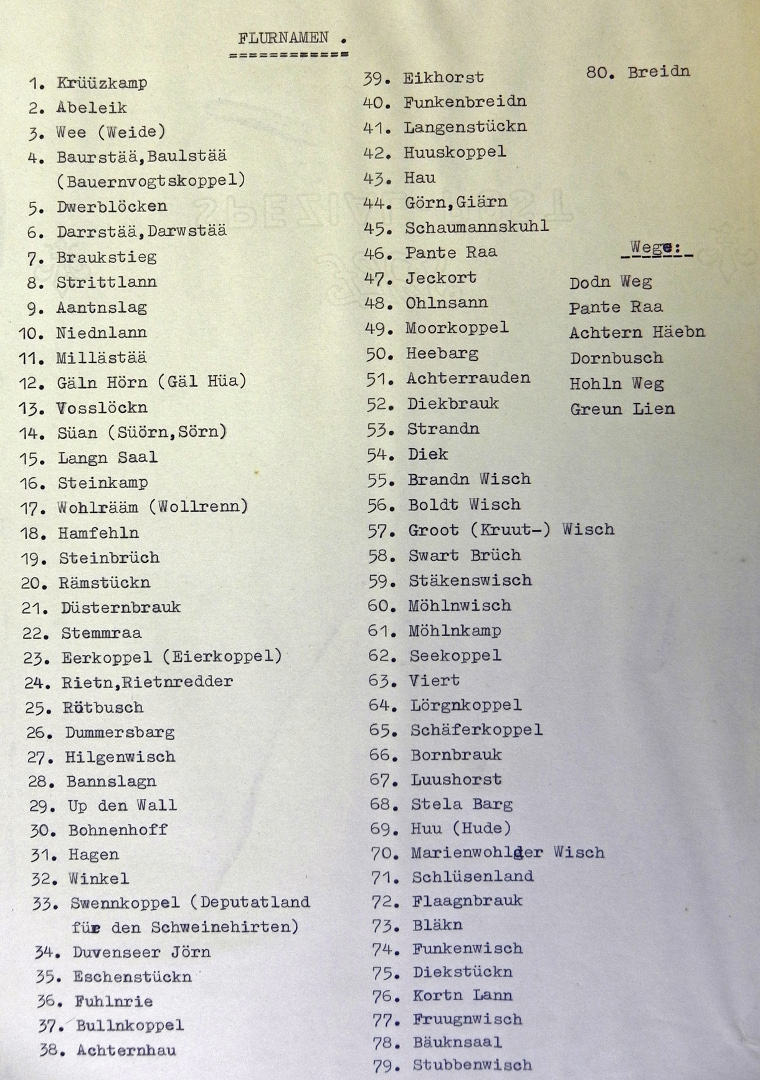 FLURNAMEN .
1. Krüüzkamp
2. Abeleik
3. Wee (Weide)
4. Baurstää,Baulstää
(Bauernvogtskoppel)
5. Dwerblöcken
6. Darrstää,Darwstää
7. Braukstieg
8. Strittlann
9. Aantnslag
10. Niednlann
11. Millästää
12. Gäln Hörn (Gäl Hüa)
13. Vosslöckn
14. Süan (Süörn,Sörn)
15. Langn Saal
16. Steinkamp
17. Wohlrääm (Wollrenn)
18. Hamfehln
19. Steinbrüch
20. Rämstückn
21. Düsternbrauk
22. Stemmraa
23. Eerkoppel (Eierkoppel)
24. Rietn,Rietnredder
25. Rötbusch
26. Dummersbarg
27. Hilgenwisch
28. Bannslagn
29. Up den Wall
30. Bohnenhoff
31. Hagen
32. Winkel
33. Swennkoppel (Deputatland
für den Schweinehirten)
34. Duvenseer Jörn
35. Eschenstückn
36. Fuhlnrie
37. Bullnkoppel
38. Achternhau
39. Eikhorst
40. Funkenbreidn
41. Langenstückn
42. Huuskoppel
43. Hau
44. Görn,Giärn
45. Schaumannskuhl
46. Pante Raa
47. Jeckort
48. Ohlnsann
49. Moorkoppel
50. Heebarg
51. Achterrauden
52. Diekbrauk
53. Strandn
54. Diek
55. Brandn Wisch
56. Boldt Wisch
57. Groot (Kruut-) Wisch
58. Swart Brüch
59. Stäkenswisch
60. Möhlnwisch
61. Möhlnkamp
62. Seekoppel
63. Viert
64. Lörgnkoppel
65. Schäferkoppel
66. Bornbrauk
67. Luushorst
68. Stela Barg
69. Huu (Hude)
70. Marienwohlder Wisch
71. Schlüsenland
72. Flaagnbrauk
73. Bläkn
74. Funkenwisch
75. Diekstückn
76. Kortn Lann
77. Fruugnwisch
78. Bäuknsaal
79. Stubbenwisch
80. Breidn
Wege:
Dodn Weg
Pante Raa
Achtern Häebn
Dornbusch
Hohln Weg
Greun Lien